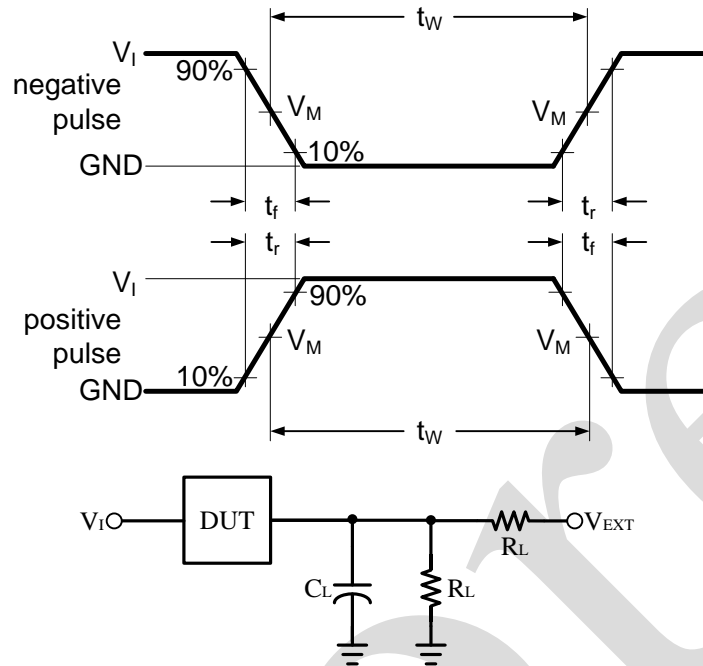 tW
VI
90%
negative
pulse
VM
VM
10%
GND
tf
tr
tr
tf
VI
90%
positive
pulse
VM
VM
10%
GND
tW
VI
DUT
VEXT
RL
CL
RL